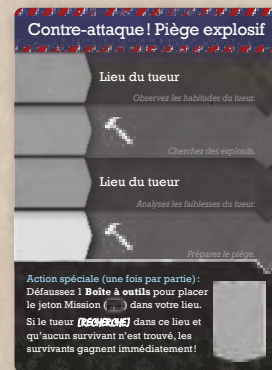 Contre-attaque! Piège explosif
Lieu du tueur
Observez les habitudes du tueur.
Cherchez des explosifs.
Lieu du tueur
Analysez les faiblesses du tueur.
Préparez le piège.
Action spéciale (une fois par partie):
Défaussez 1 Boîte à outils pour placer
le jeton Mission ( ) dans votre lieu.
Si le tueur [RECHERCHE] dans ce lieu et
qu'aucun survivant n'est trouvé, les
survivants gagnent immédiatement!